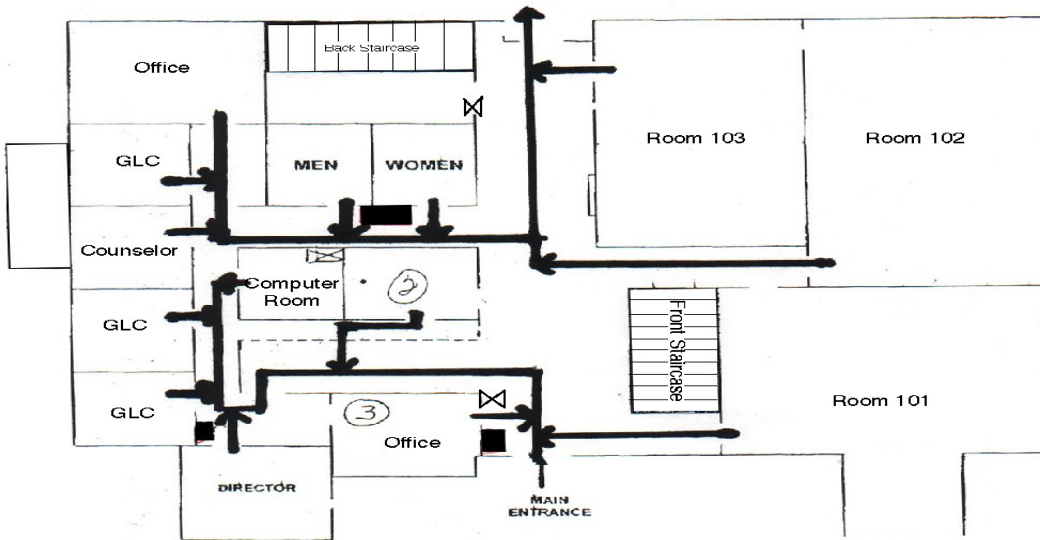 Back Staircase
Office
GLC
MEN
WOMEN
Room 103
Room 102
Counselor
Computer
Room
2
GLC
Front Staircase
GLC
3
Office
Room 101
DIRECTOR
MAIN
ENTRANCE